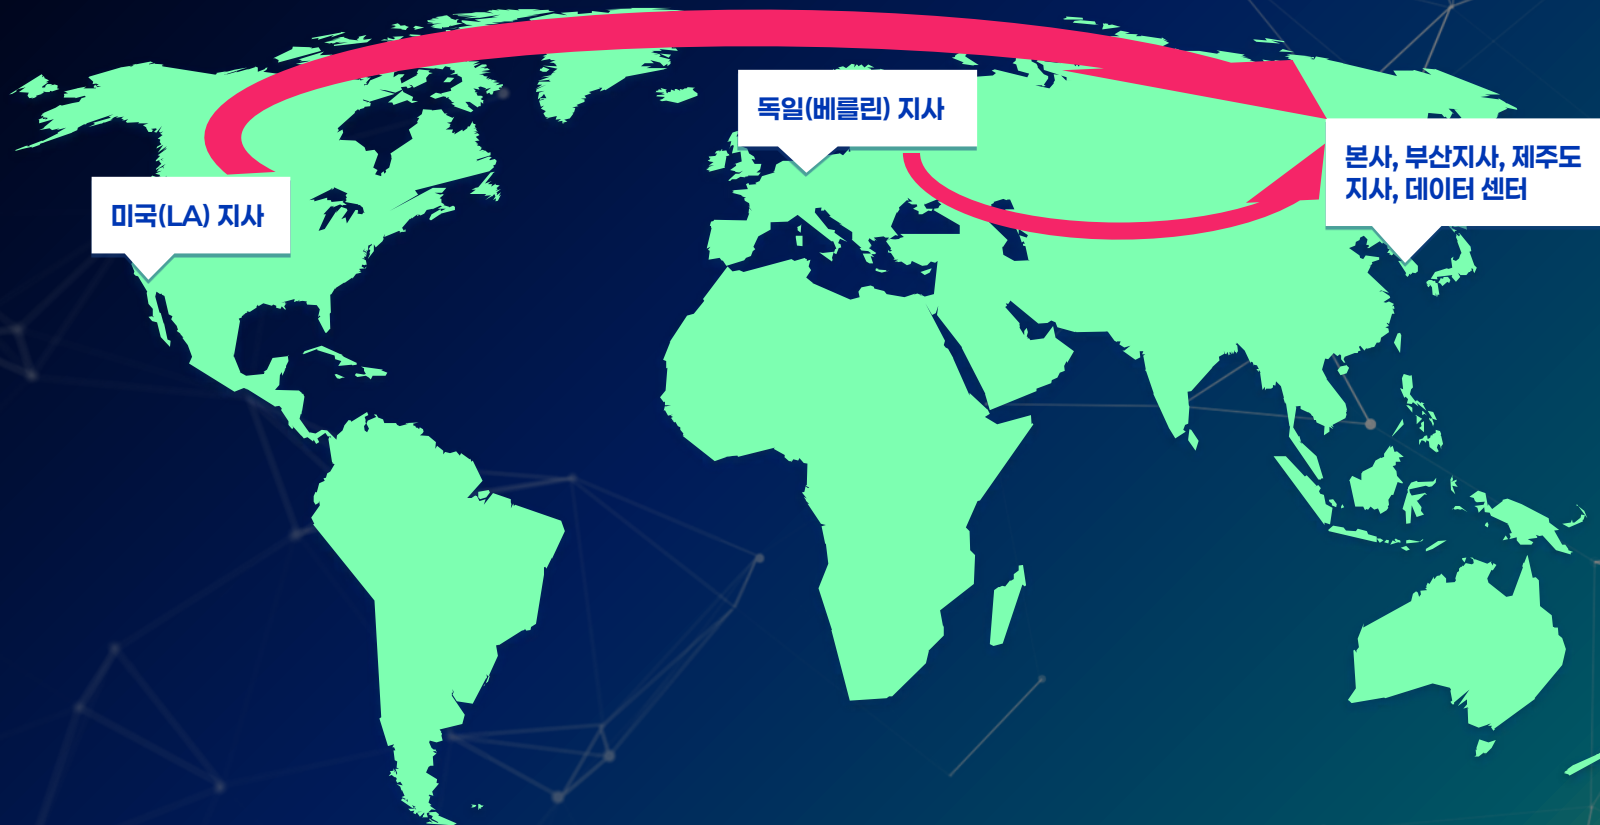 독일(베를린) 지사
본사, 부산지사, 제주도
지사, 데이터 센터
미국(LA) 지사